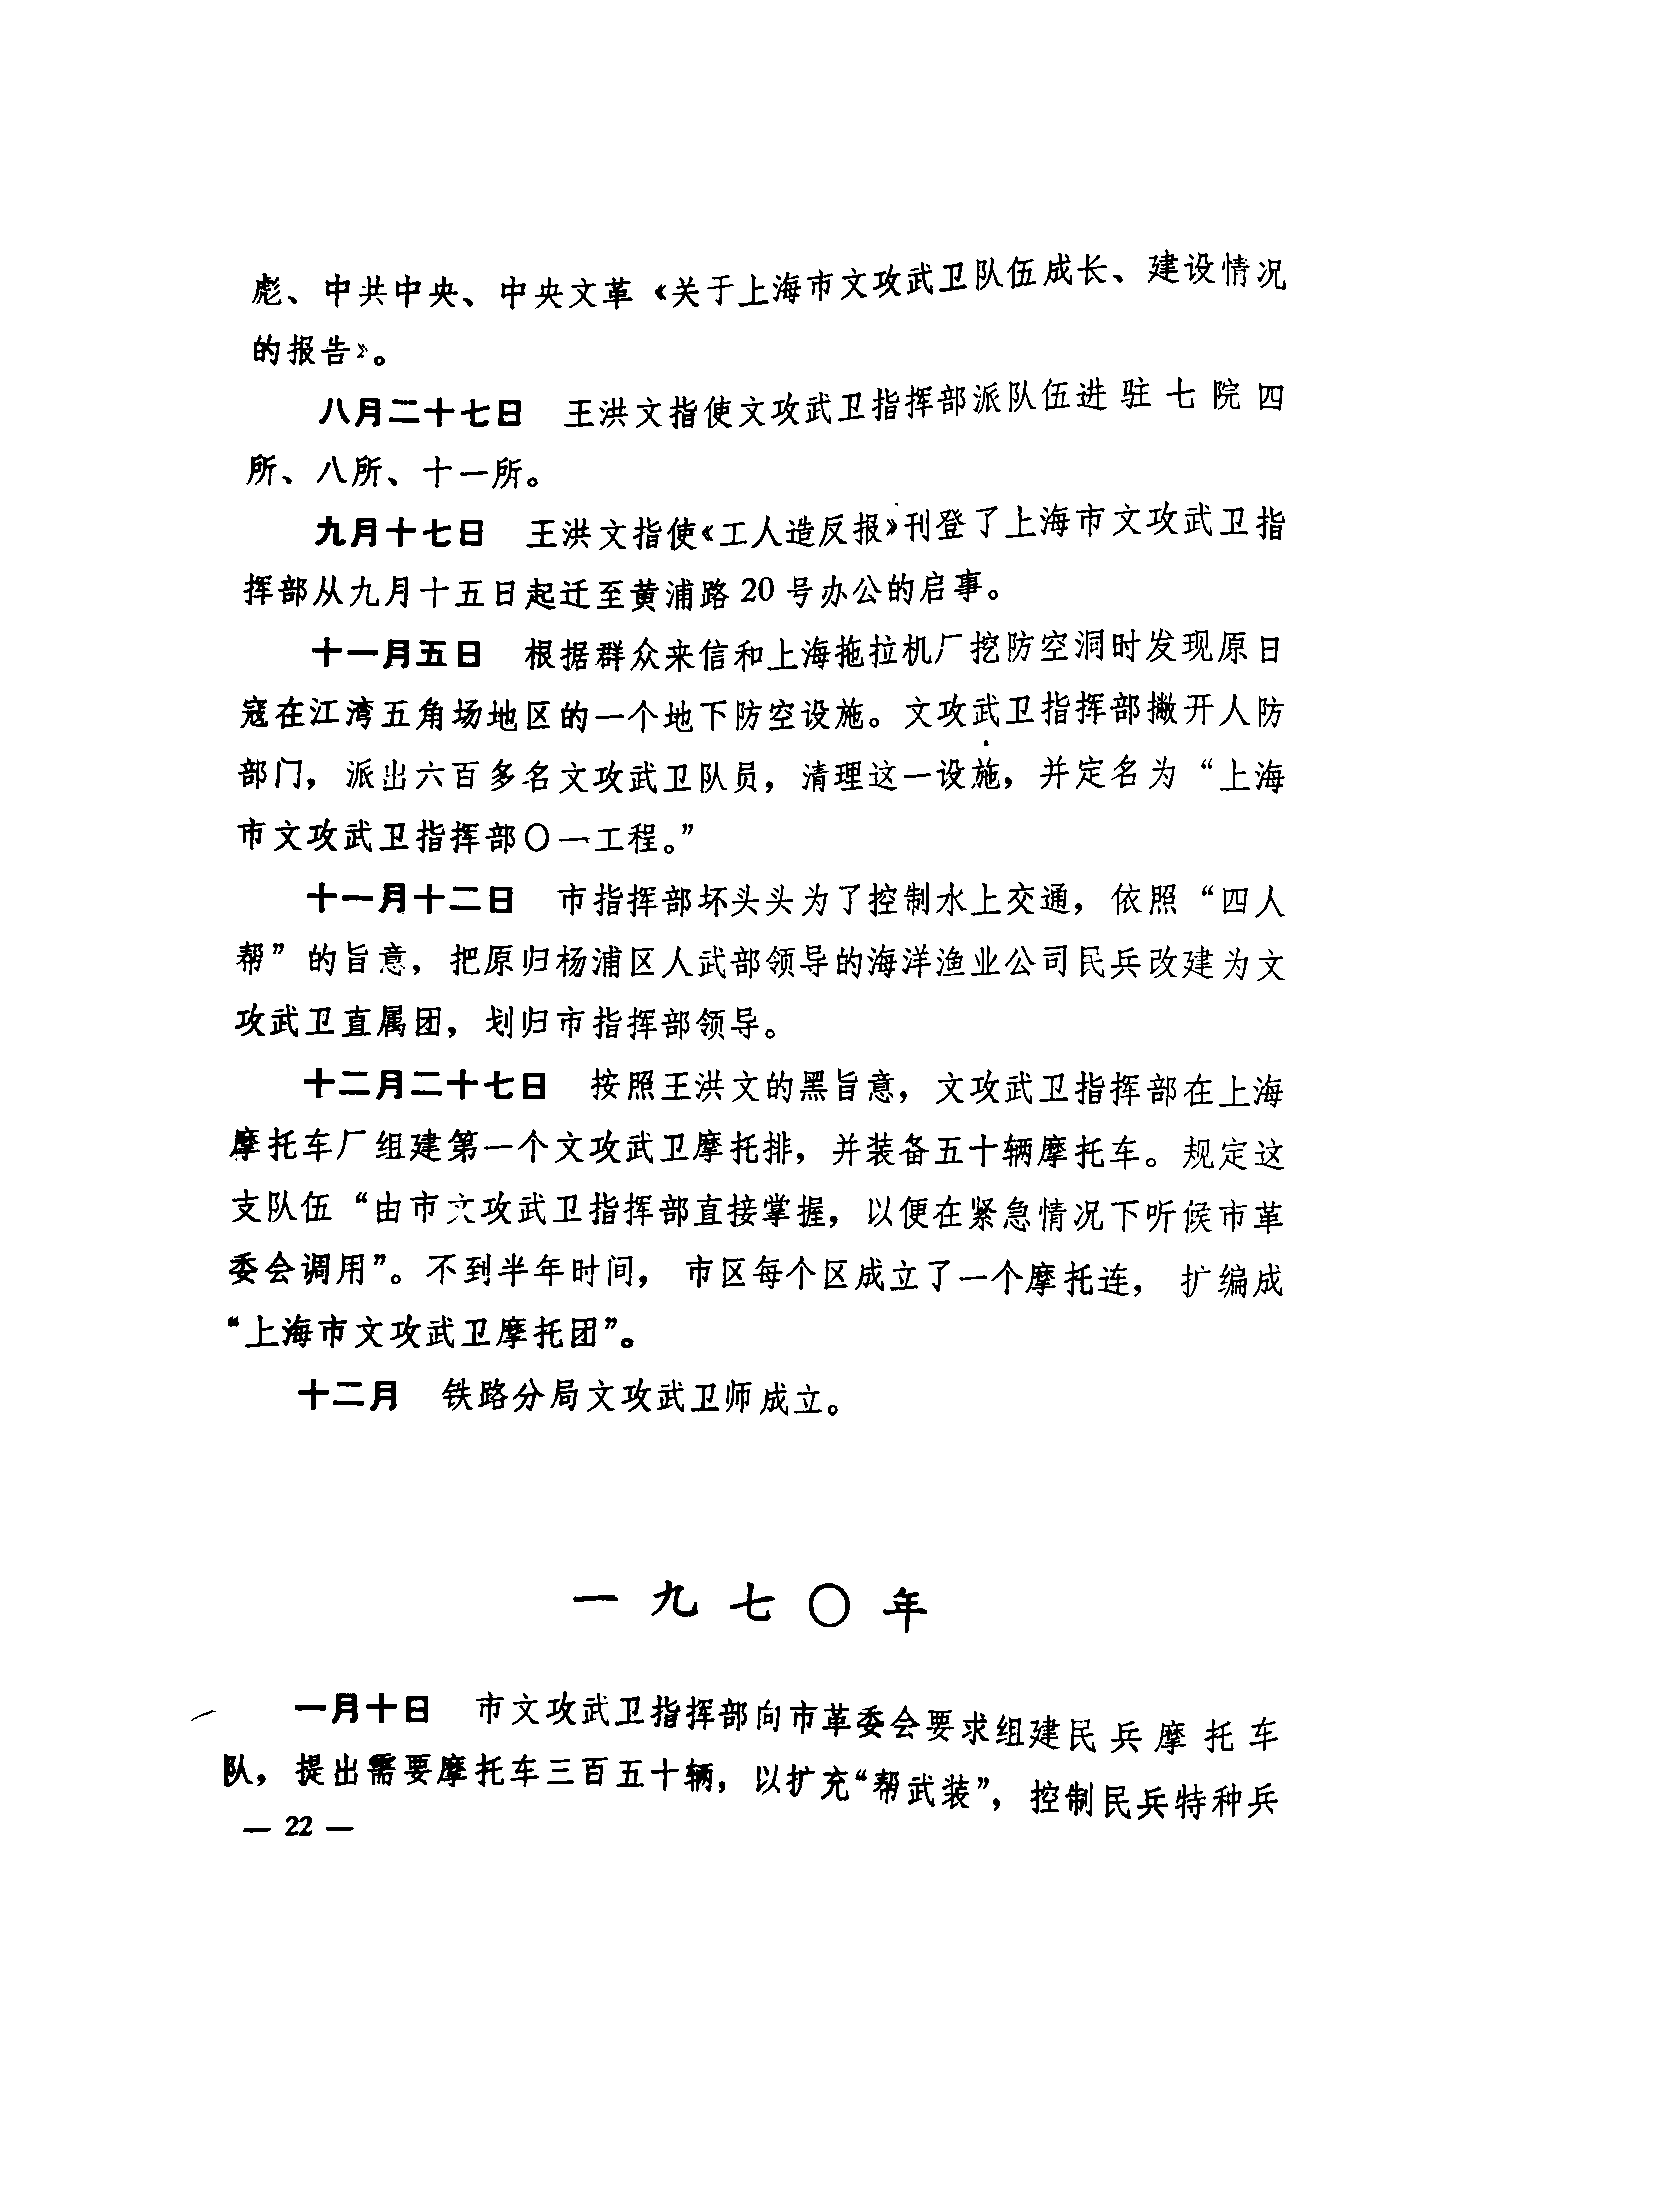 彪、中共中央、中央文革《关于上海市文攻武卫队伍成长、建设情况
的报告》。
八月二十七日　王洪文指使文攻武卫指挥部派队伍进驻七院四
所、八所、十一所。
九月十七日　王洪文指使《工人造反报》刊登了上海市文攻武卫指
挥部从九月十五日起迁至黄浦路20号办公的启事。
十一月五日　根据群众来信和上海拖拉机厂挖防空洞时发现原日
寇在江湾五角场地区的一个地下防空设施。文攻武卫指挥部撇开人防
部门，派出六百多名文攻武卫队员，清理这一设施，并定名为“上海
市文攻武卫指挥部〇一工程。”
十一月十二日　市指挥部坏头头为了控制水上交通，依照“四人
帮”的旨意，把原归杨浦区人武部领导的海洋渔业公司民兵改建为文
攻武卫直属团，划归市指挥部领导。
十二月二十七日　按照王洪文的黑旨意，文攻武卫指挥部在上海
摩托车厂组建第一个文攻武卫摩托排，并装备五十辆摩托车。规定这
支队伍“由市文攻武卫指挥部直接掌握，以便在紧急情况下听候市革
委会调用”。不到半年时间，市区每个区成立了一个摩托连，扩编成
“上海市文攻武卫摩托团”。
十二月　铁路分局文攻武卫师成立。
一九七〇年
一月十日　市文攻武卫指挥部向市革委会要求组建民兵摩托车
队，提出需要摩托车三百五十辆，以扩充“帮武装”，控制民兵特种兵
— 22 —